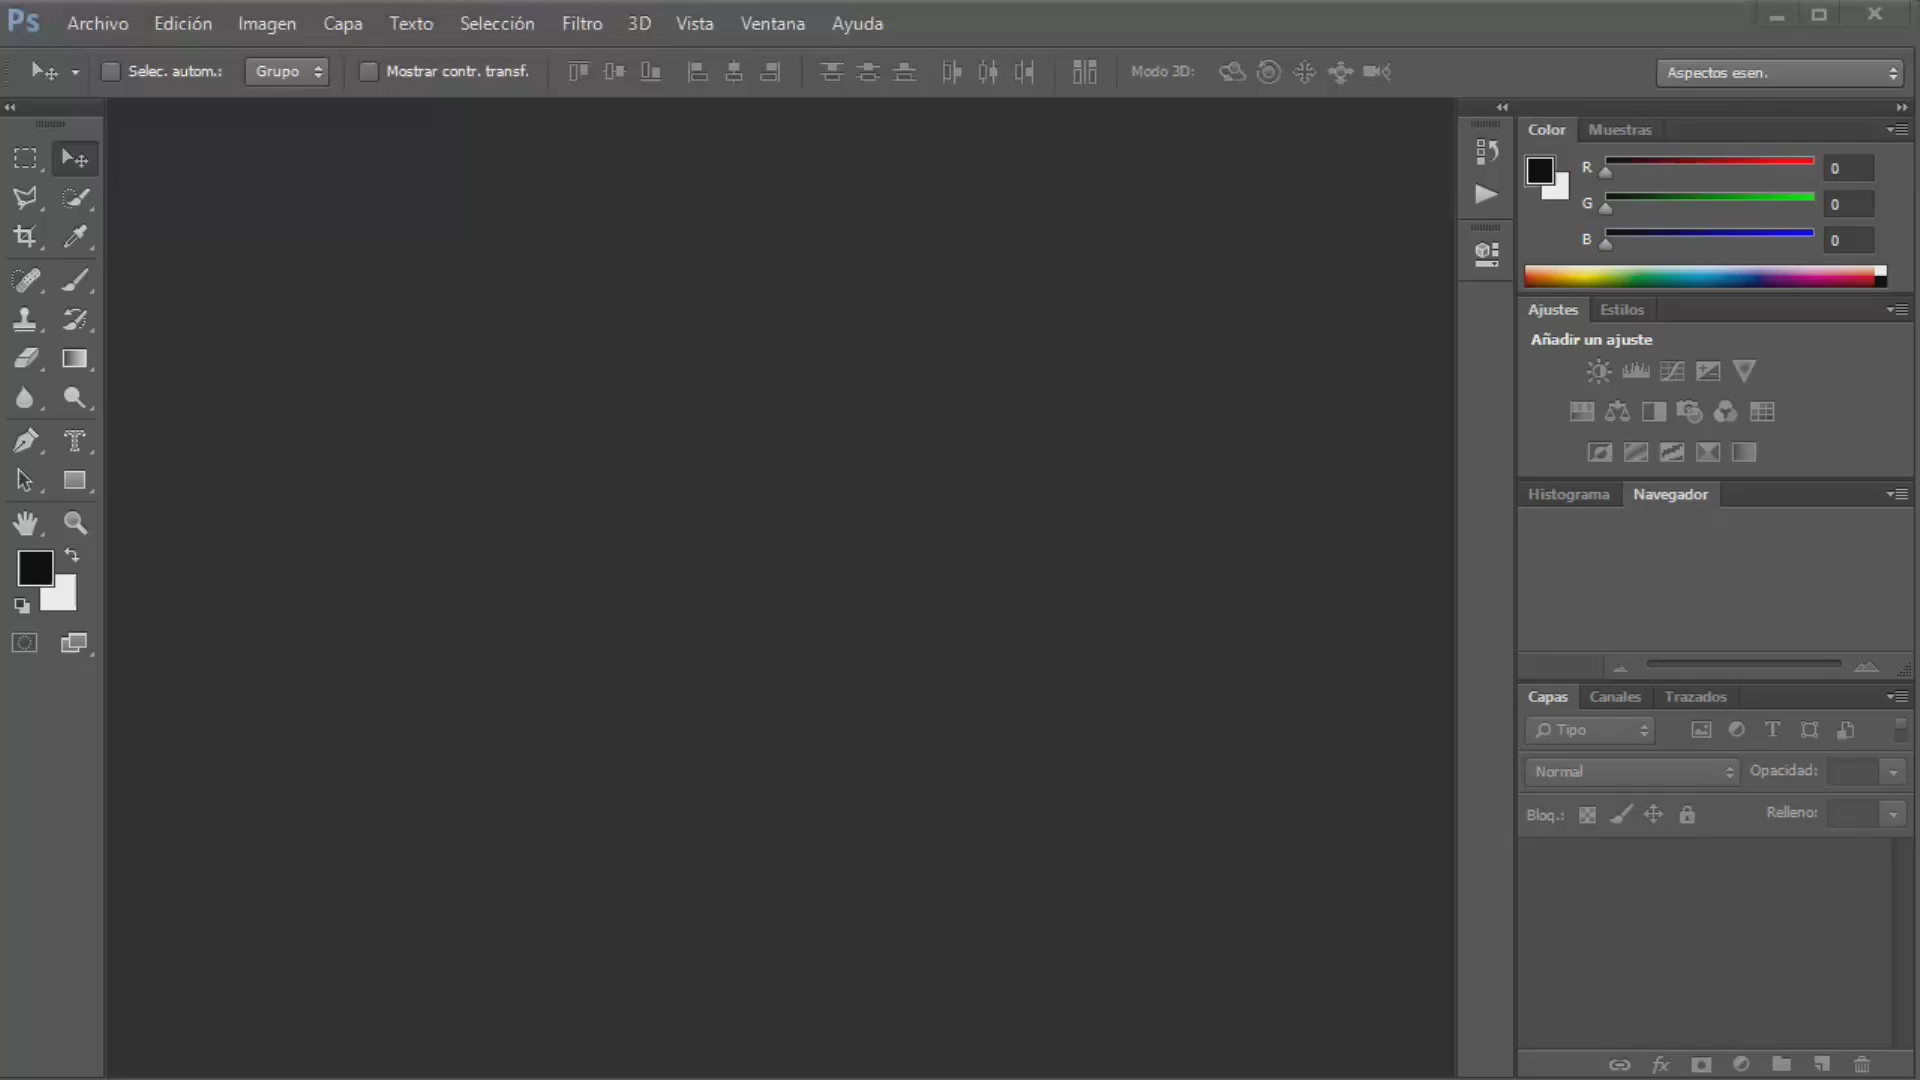 Ps Archivo Edición Imagen Capa Texto Selección Filtro 3D Vista Ventana Ayuda
Selec. autom.: Grupo Mostrar contr. transf. Modo 3D: Aspectos esen.
Color Muestras
R 0
G 0
B 0
Ajustes Estilos
Añadir un ajuste
Histograma Navegador
Capas Canales Trazados
Tipo
Normal Opacidad:
Bloq.: Relleno: